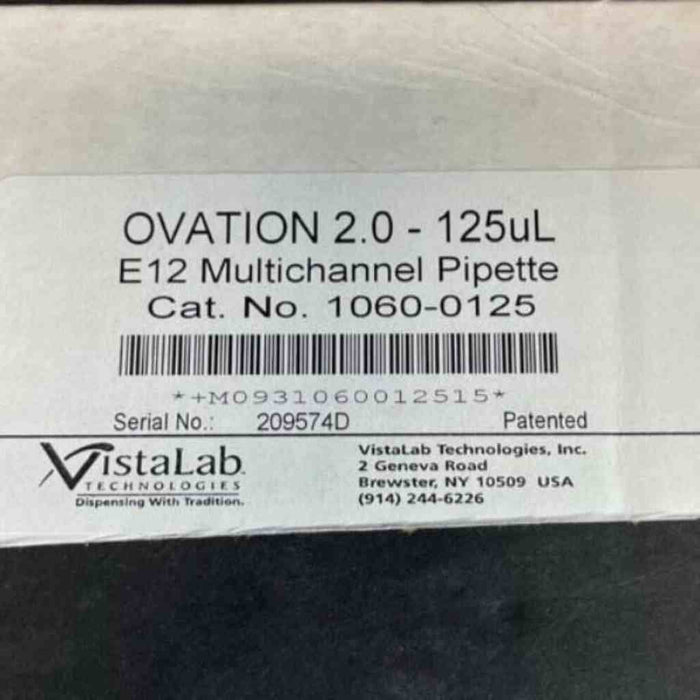 OVATION 2.0 - 125uL
E12 Multichannel Pipette
Cat. No. 1060-0125
*+M0931060012515*
Serial No.: 209574D Patented
VistaLab
TECHNOLOGIES
Dispensing With Tradition.
VistaLab Technologies, Inc.
2 Geneva Road
Brewster, NY 10509 USA
(914) 244-6226